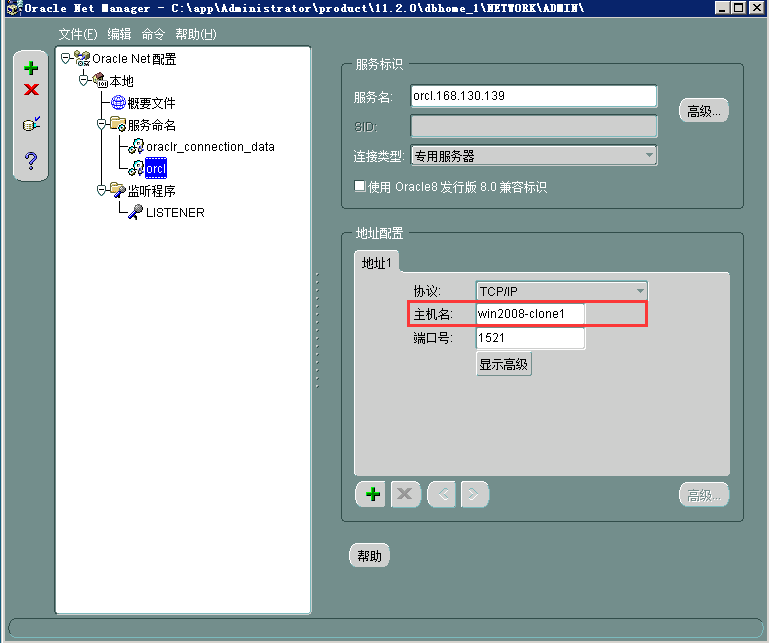 Oracle Net Manager - C:\app\Administrator\product\11.2.0\dbhome_1\NETWORK\ADMIN\
文件(F) 编辑 命令 帮助(H)
Oracle Net配置
本地
概要文件
服务命名
oraclr_connection_data
orcl
监听程序
LISTENER
服务标识
服务名: orcl.168.130.139
高级...
SID:
连接类型: 专用服务器
使用 Oracle8 发行版 8.0 兼容标识
地址配置
地址1
协议: TCP/IP
主机名: win2008-clone1
端口号: 1521
显示高级
高级...
帮助